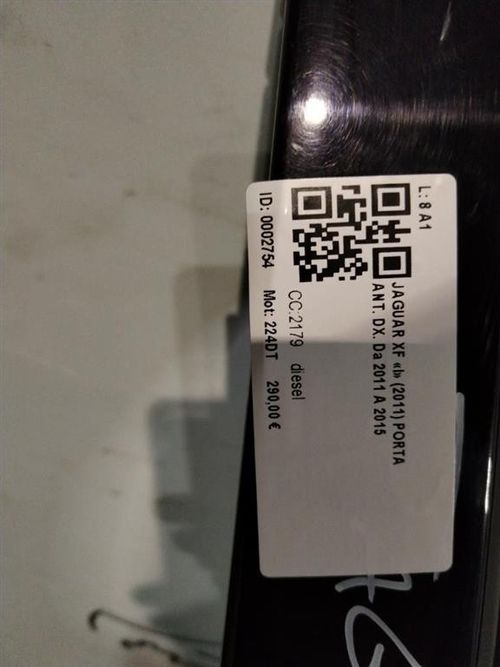 L: 8 A1
JAGUAR XF «I» (2011) PORTA
ANT. DX. Da 2011 A 2015
CC:2179 diesel
ID: 0002754 Mot: 224DT 290,00 €